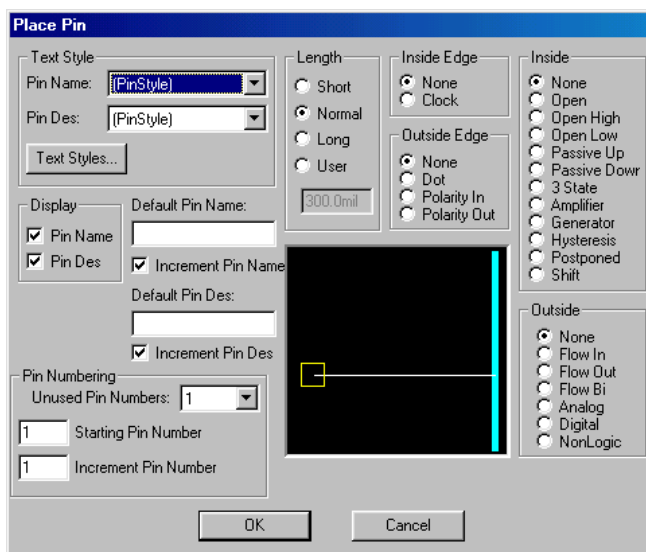 Place Pin
Text Style
Pin Name: (PinStyle)
Pin Des: (PinStyle)
Text Styles...
Length
Short
Normal
Long
User
300.0mil
Inside Edge
None
Clock
Outside Edge
None
Dot
Polarity In
Polarity Out
Inside
None
Open
Open High
Open Low
Passive Up
Passive Down
3 State
Amplifier
Generator
Hysteresis
Postponed
Shift
Display
Pin Name
Pin Des
Default Pin Name:
Increment Pin Name
Default Pin Des:
Increment Pin Des
Pin Numbering
Unused Pin Numbers: 1
1 Starting Pin Number
1 Increment Pin Number
Outside
None
Flow In
Flow Out
Flow Bi
Analog
Digital
NonLogic
OK
Cancel